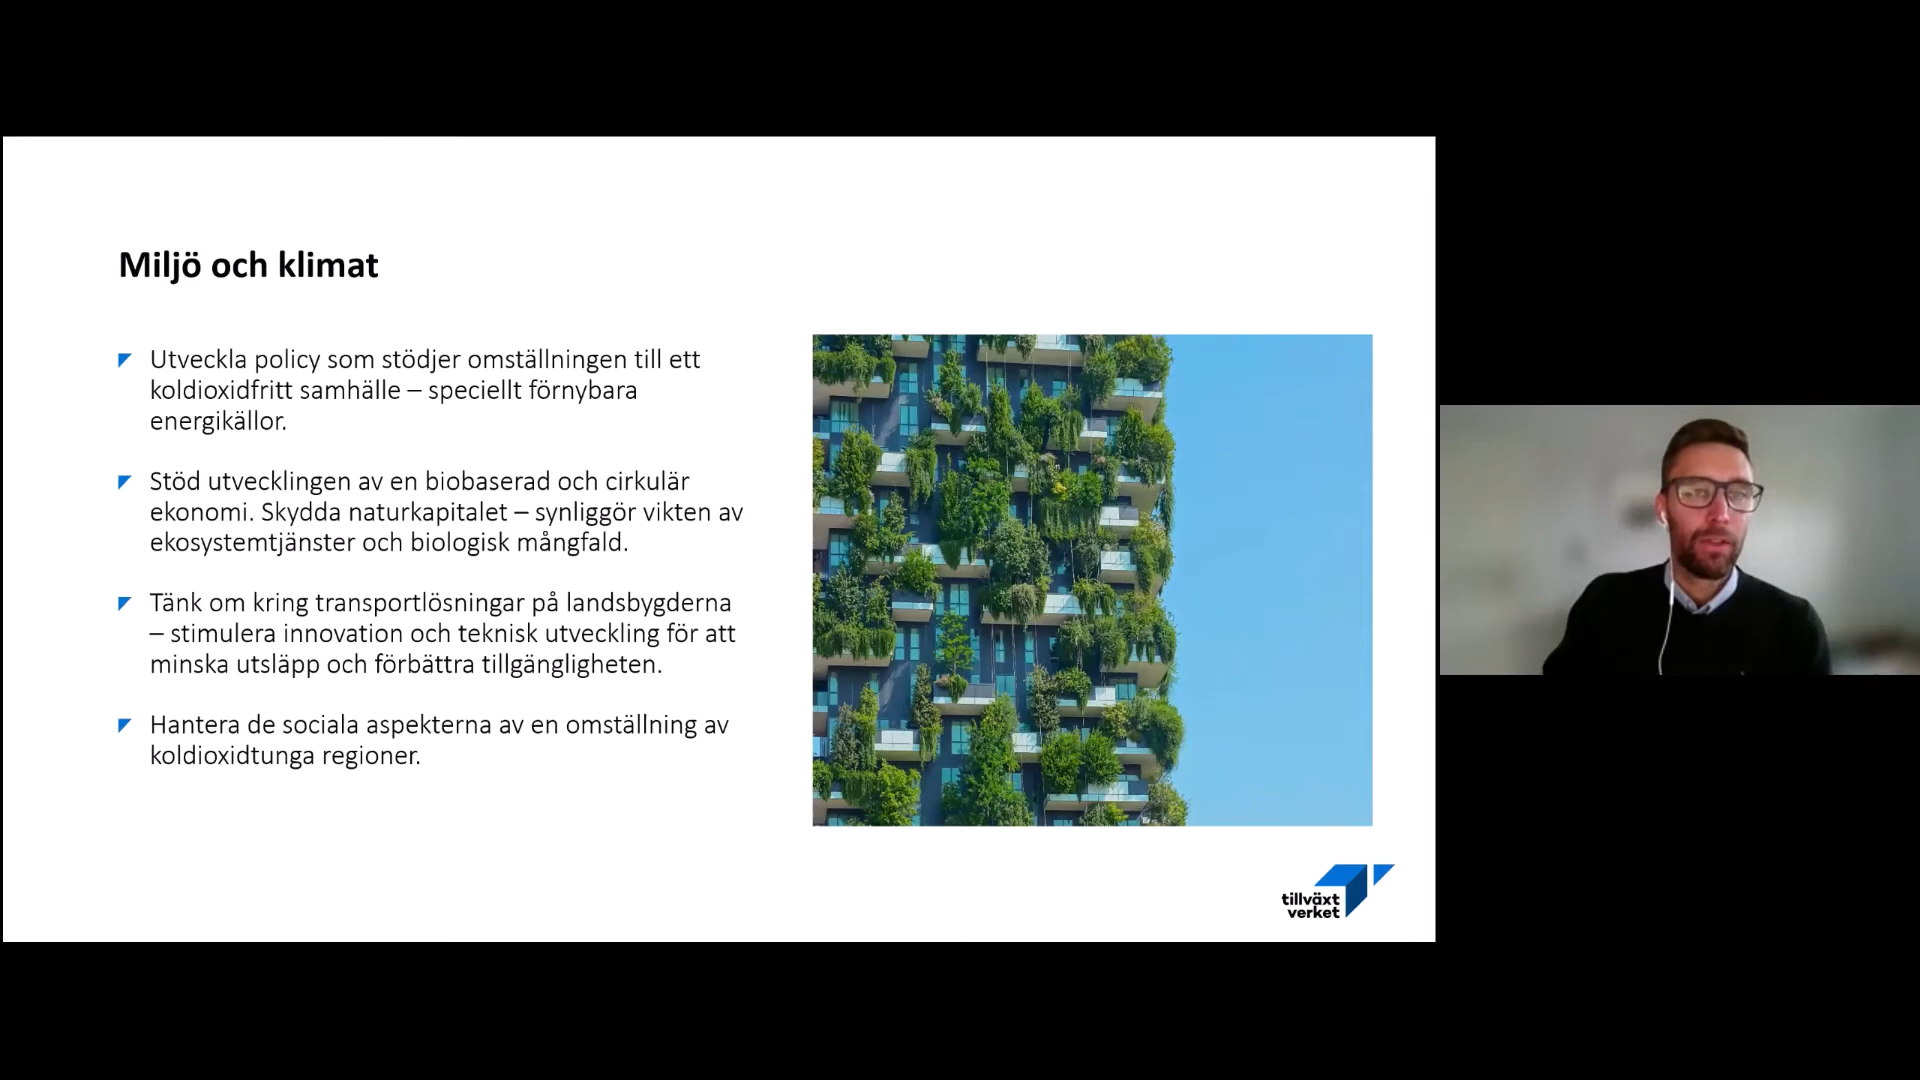 Miljö och klimat
Utveckla policy som stödjer omställningen till ett
koldioxidfritt samhälle – speciellt förnybara
energikällor.
Stöd utvecklingen av en biobaserad och cirkulär
ekonomi. Skydda naturkapitalet – synliggör vikten av
ekosystemtjänster och biologisk mångfald.
Tänk om kring transportlösningar på landsbygderna
– stimulera innovation och teknisk utveckling för att
minska utsläpp och förbättra tillgängligheten.
Hantera de sociala aspekterna av en omställning av
koldioxidtunga regioner.
tillväxt
verket